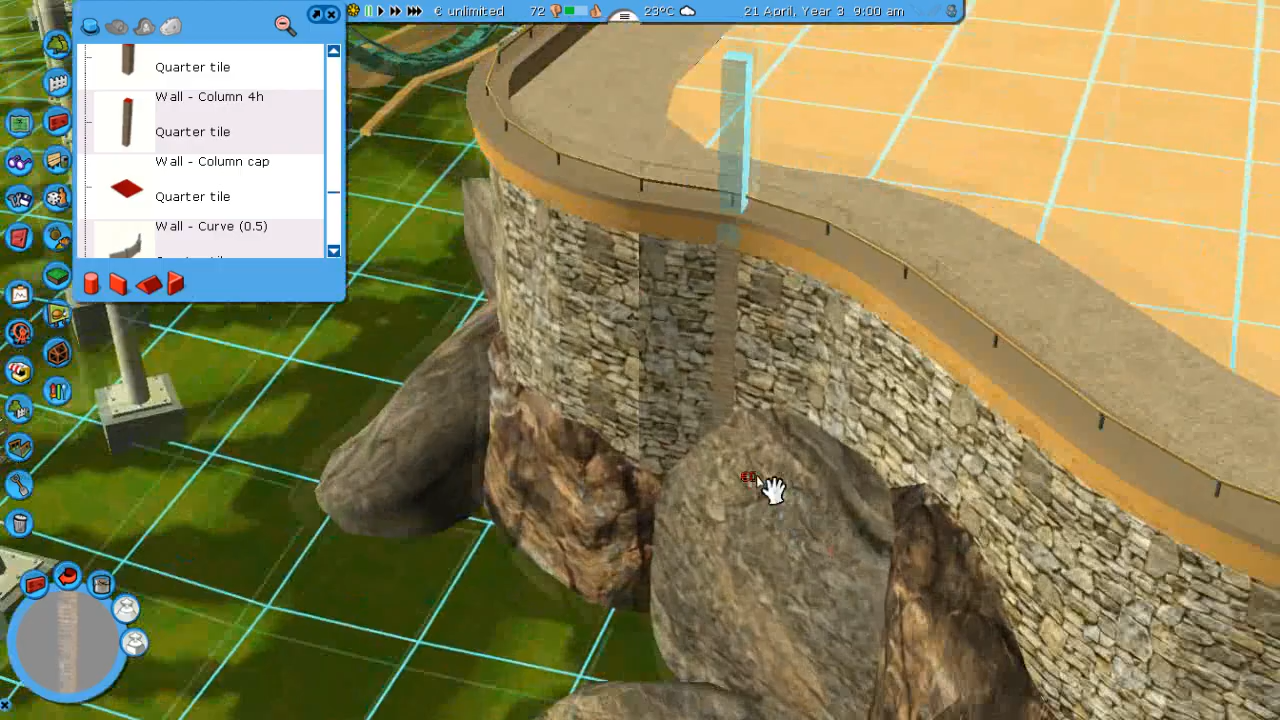 € unlimited 72 23°C 21 April, Year 3 9:00 am
Quarter tile
Wall - Column 4h
Quarter tile
Wall - Column cap
Quarter tile
Wall - Curve (0.5)